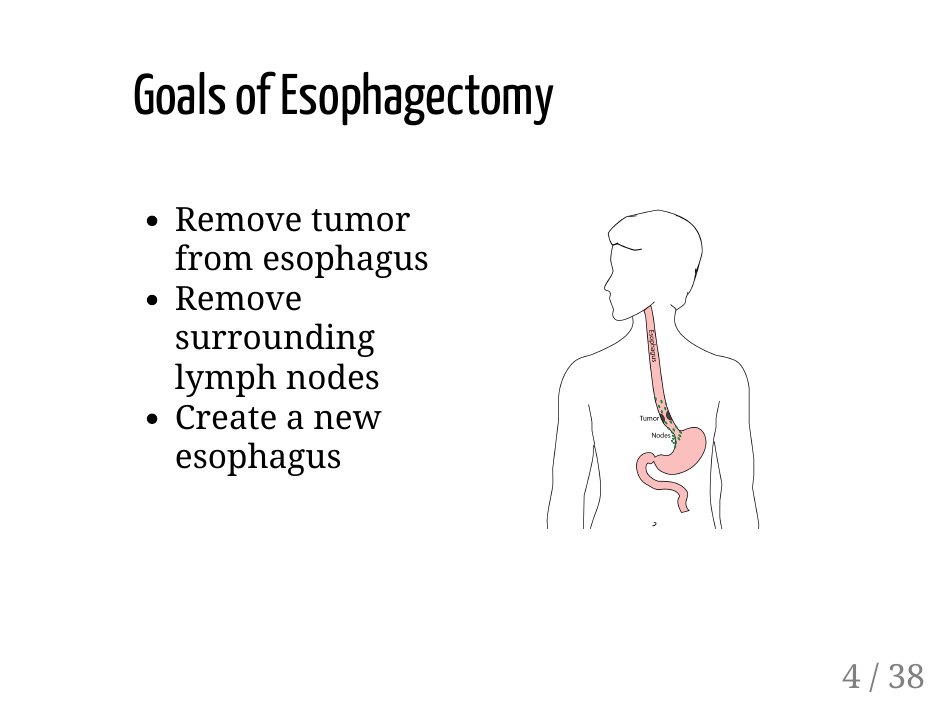 Goals of Esophagectomy
• Remove tumor
from esophagus
• Remove
surrounding
lymph nodes
• Create a new
esophagus
Esophagus
Tumor
Nodes
4 / 38